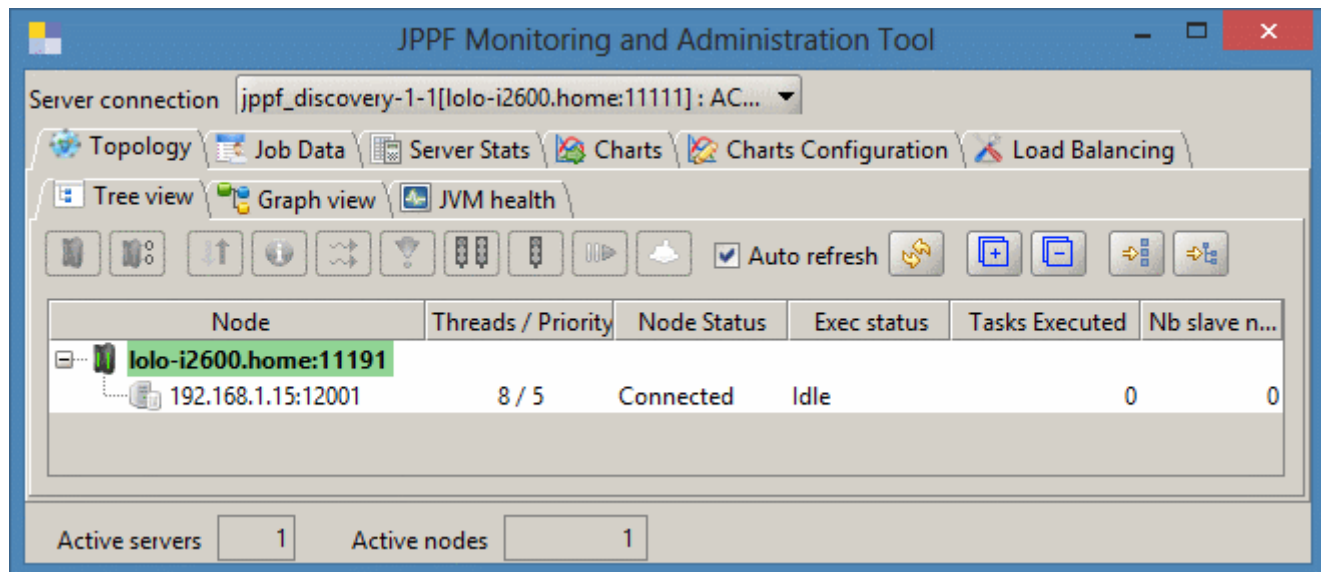 JPPF Monitoring and Administration Tool
Server connection jppf_discovery-1-1[lolo-i2600.home:11111] : AC...
Topology Job Data Server Stats Charts Charts Configuration Load Balancing
Tree view Graph view JVM health
Auto refresh
Node Threads / Priority Node Status Exec status Tasks Executed Nb slave n...
lolo-i2600.home:11191
192.168.1.15:12001 8 / 5 Connected Idle 0 0
Active servers 1 Active nodes 1